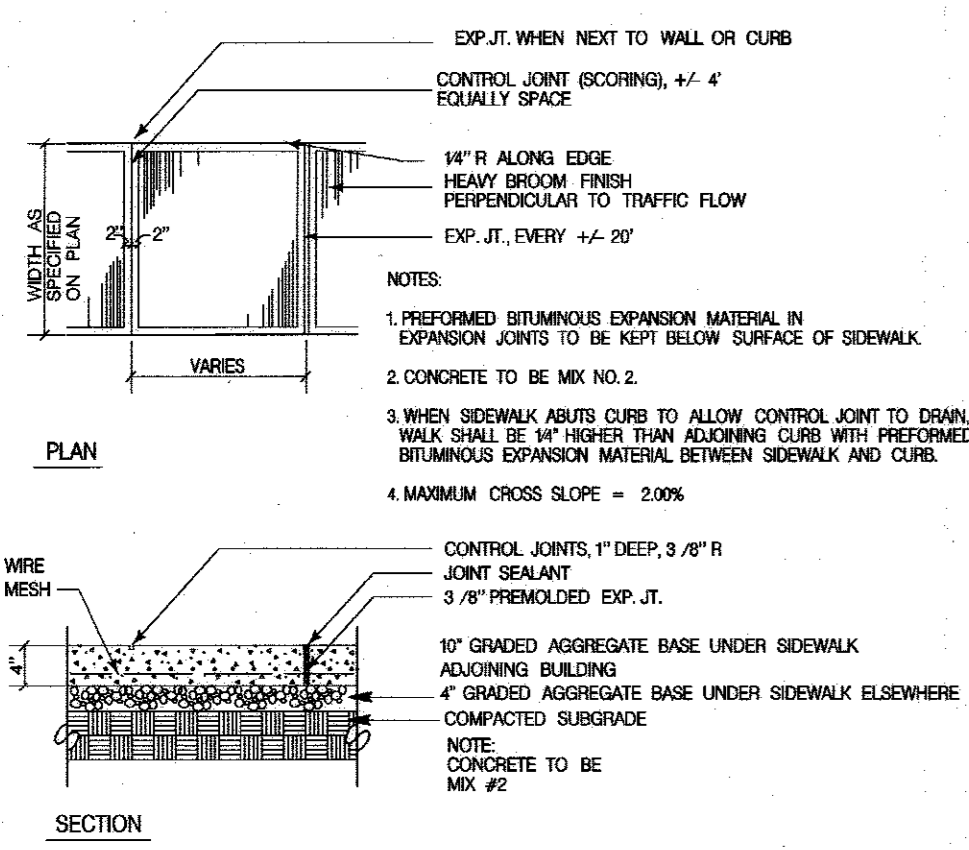 EXP.JT. WHEN NEXT TO WALL OR CURB
CONTROL JOINT (SCORING), +/- 4'
EQUALLY SPACE
1/4" R ALONG EDGE
HEAVY BROOM FINISH
PERPENDICULAR TO TRAFFIC FLOW
EXP. JT., EVERY +/- 20'
WIDTH AS
SPECIFIED
ON PLAN
2" 2"
VARIES
PLAN
NOTES:
1. PREFORMED BITUMINOUS EXPANSION MATERIAL IN
EXPANSION JOINTS TO BE KEPT BELOW SURFACE OF SIDEWALK.
2. CONCRETE TO BE MIX NO. 2.
3. WHEN SIDEWALK ABUTS CURB TO ALLOW CONTROL JOINT TO DRAIN,
WALK SHALL BE 1/4" HIGHER THAN ADJOINING CURB WITH PREFORMED
BITUMINOUS EXPANSION MATERIAL BETWEEN SIDEWALK AND CURB.
4. MAXIMUM CROSS SLOPE = 2.00%
WIRE
MESH
4"
CONTROL JOINTS, 1" DEEP, 3 /8" R
JOINT SEALANT
3 /8" PREMOLDED EXP. JT.
10" GRADED AGGREGATE BASE UNDER SIDEWALK
ADJOINING BUILDING
4" GRADED AGGREGATE BASE UNDER SIDEWALK ELSEWHERE
COMPACTED SUBGRADE
NOTE:
CONCRETE TO BE
MIX #2
SECTION